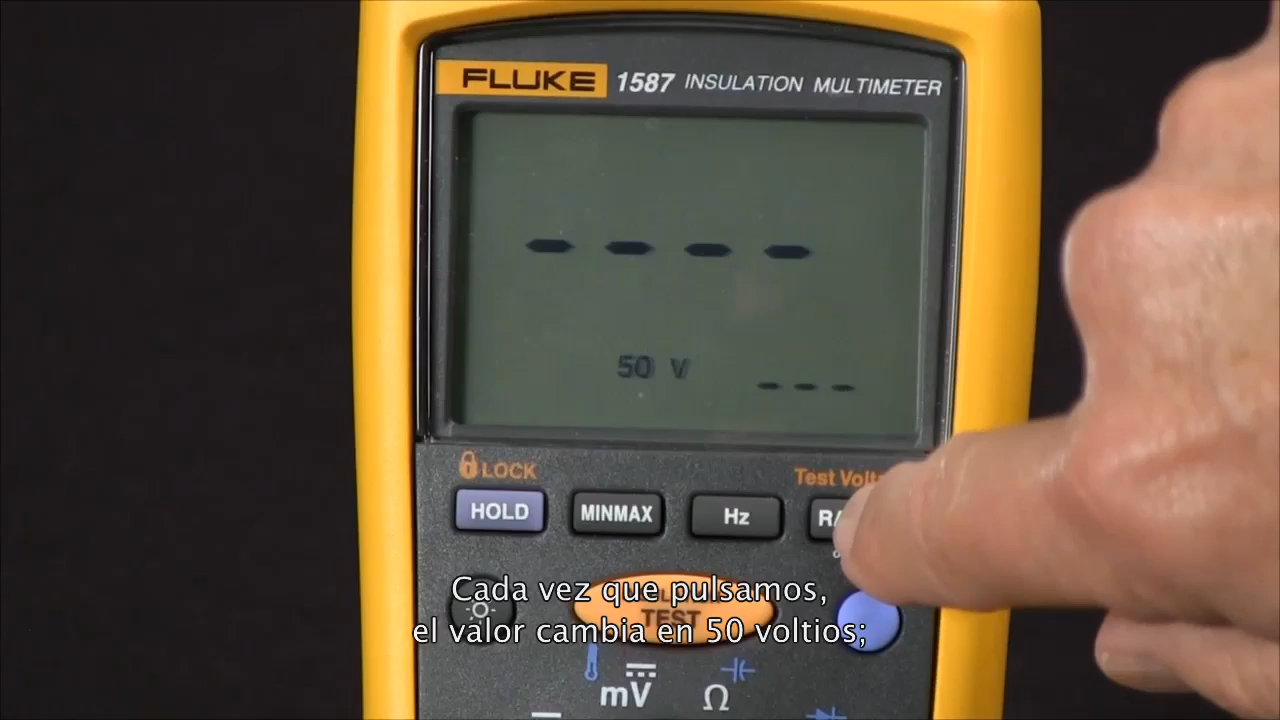 FLUKE 1587 INSULATION MULTIMETER
50 V
LOCK
Test
HOLD MINMAX Hz
TEST
Cada vez que pulsamos,
el valor cambia en 50 voltios;
mV Ω